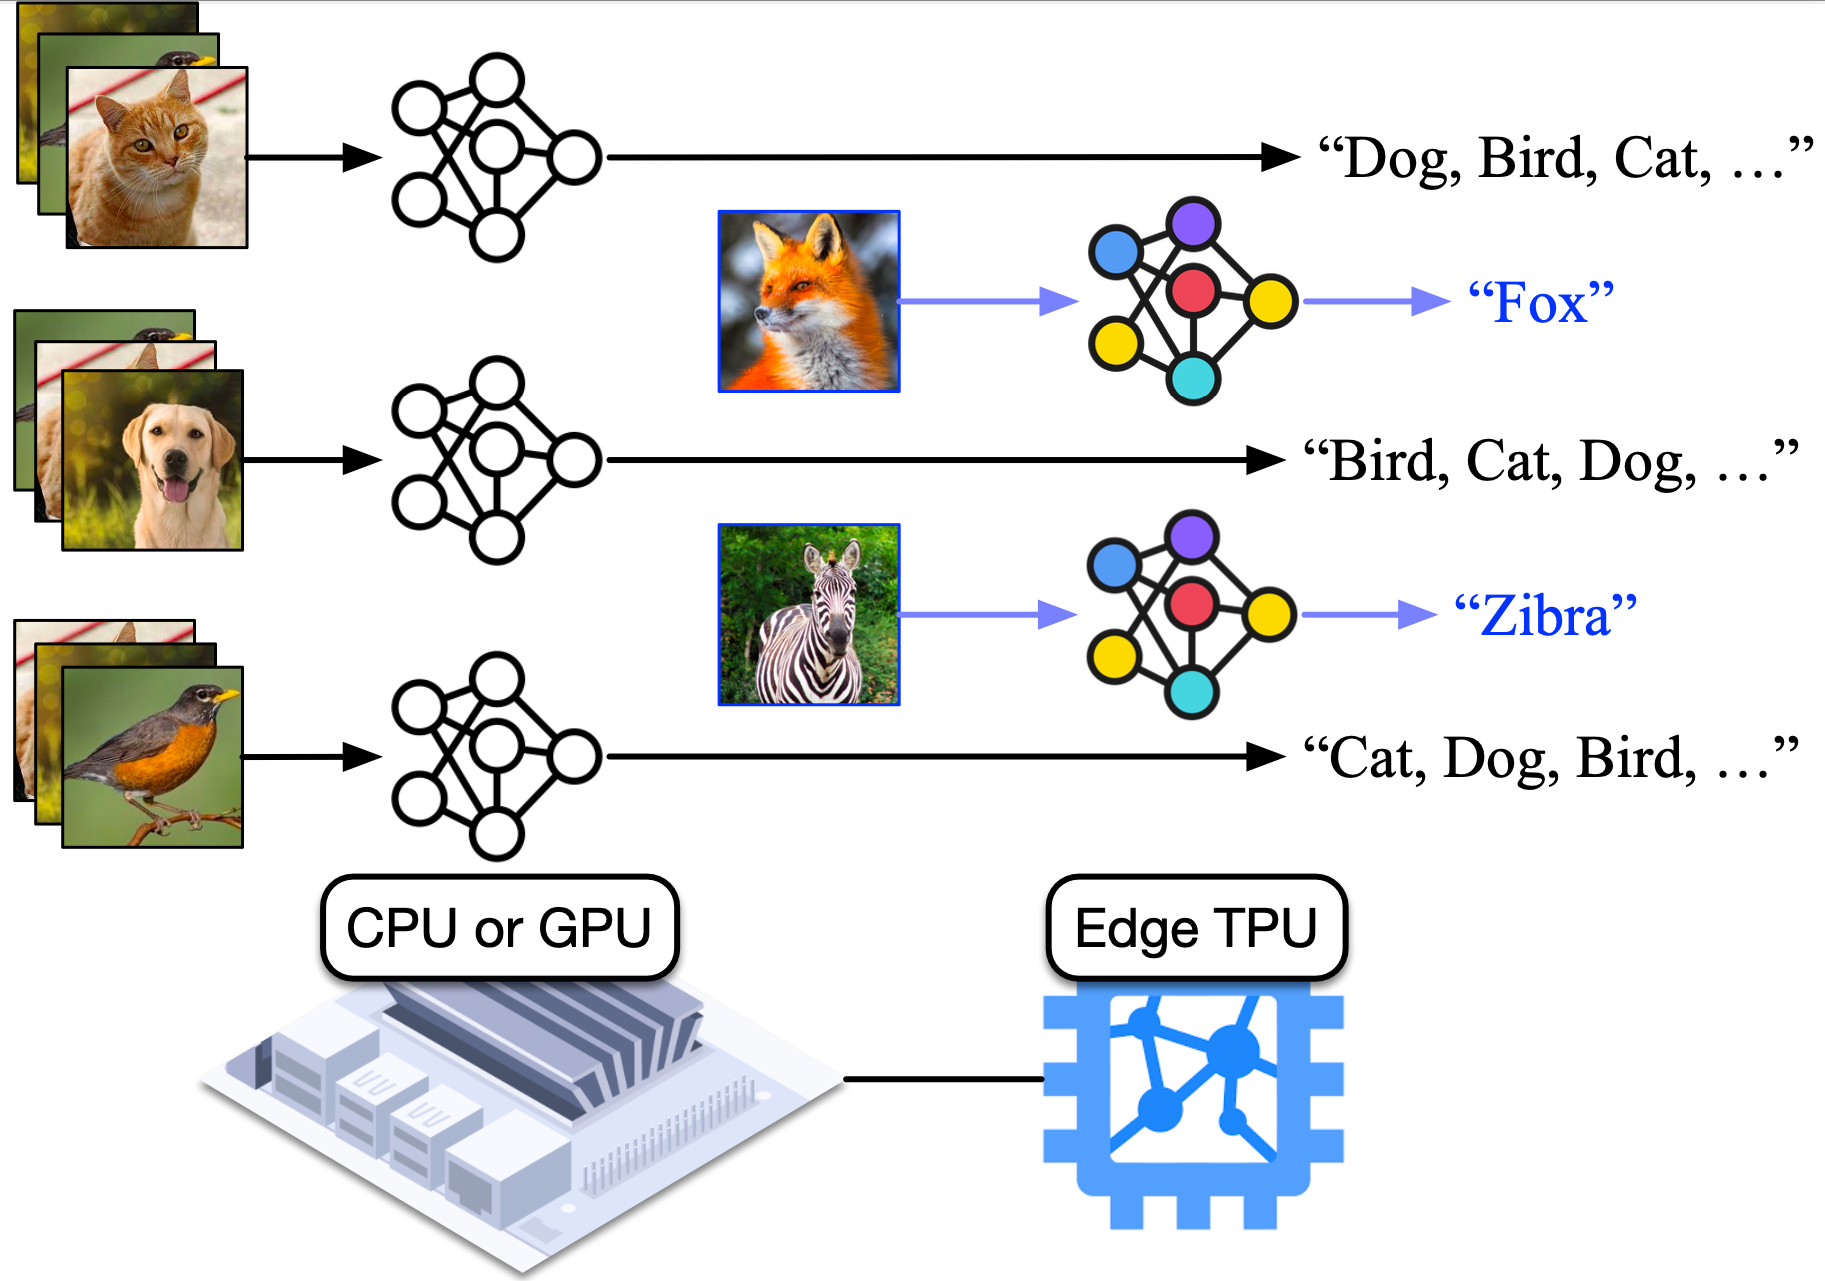 “Dog, Bird, Cat, …”
“Fox”
“Bird, Cat, Dog, …”
“Zibra”
“Cat, Dog, Bird, …”
CPU or GPU
Edge TPU